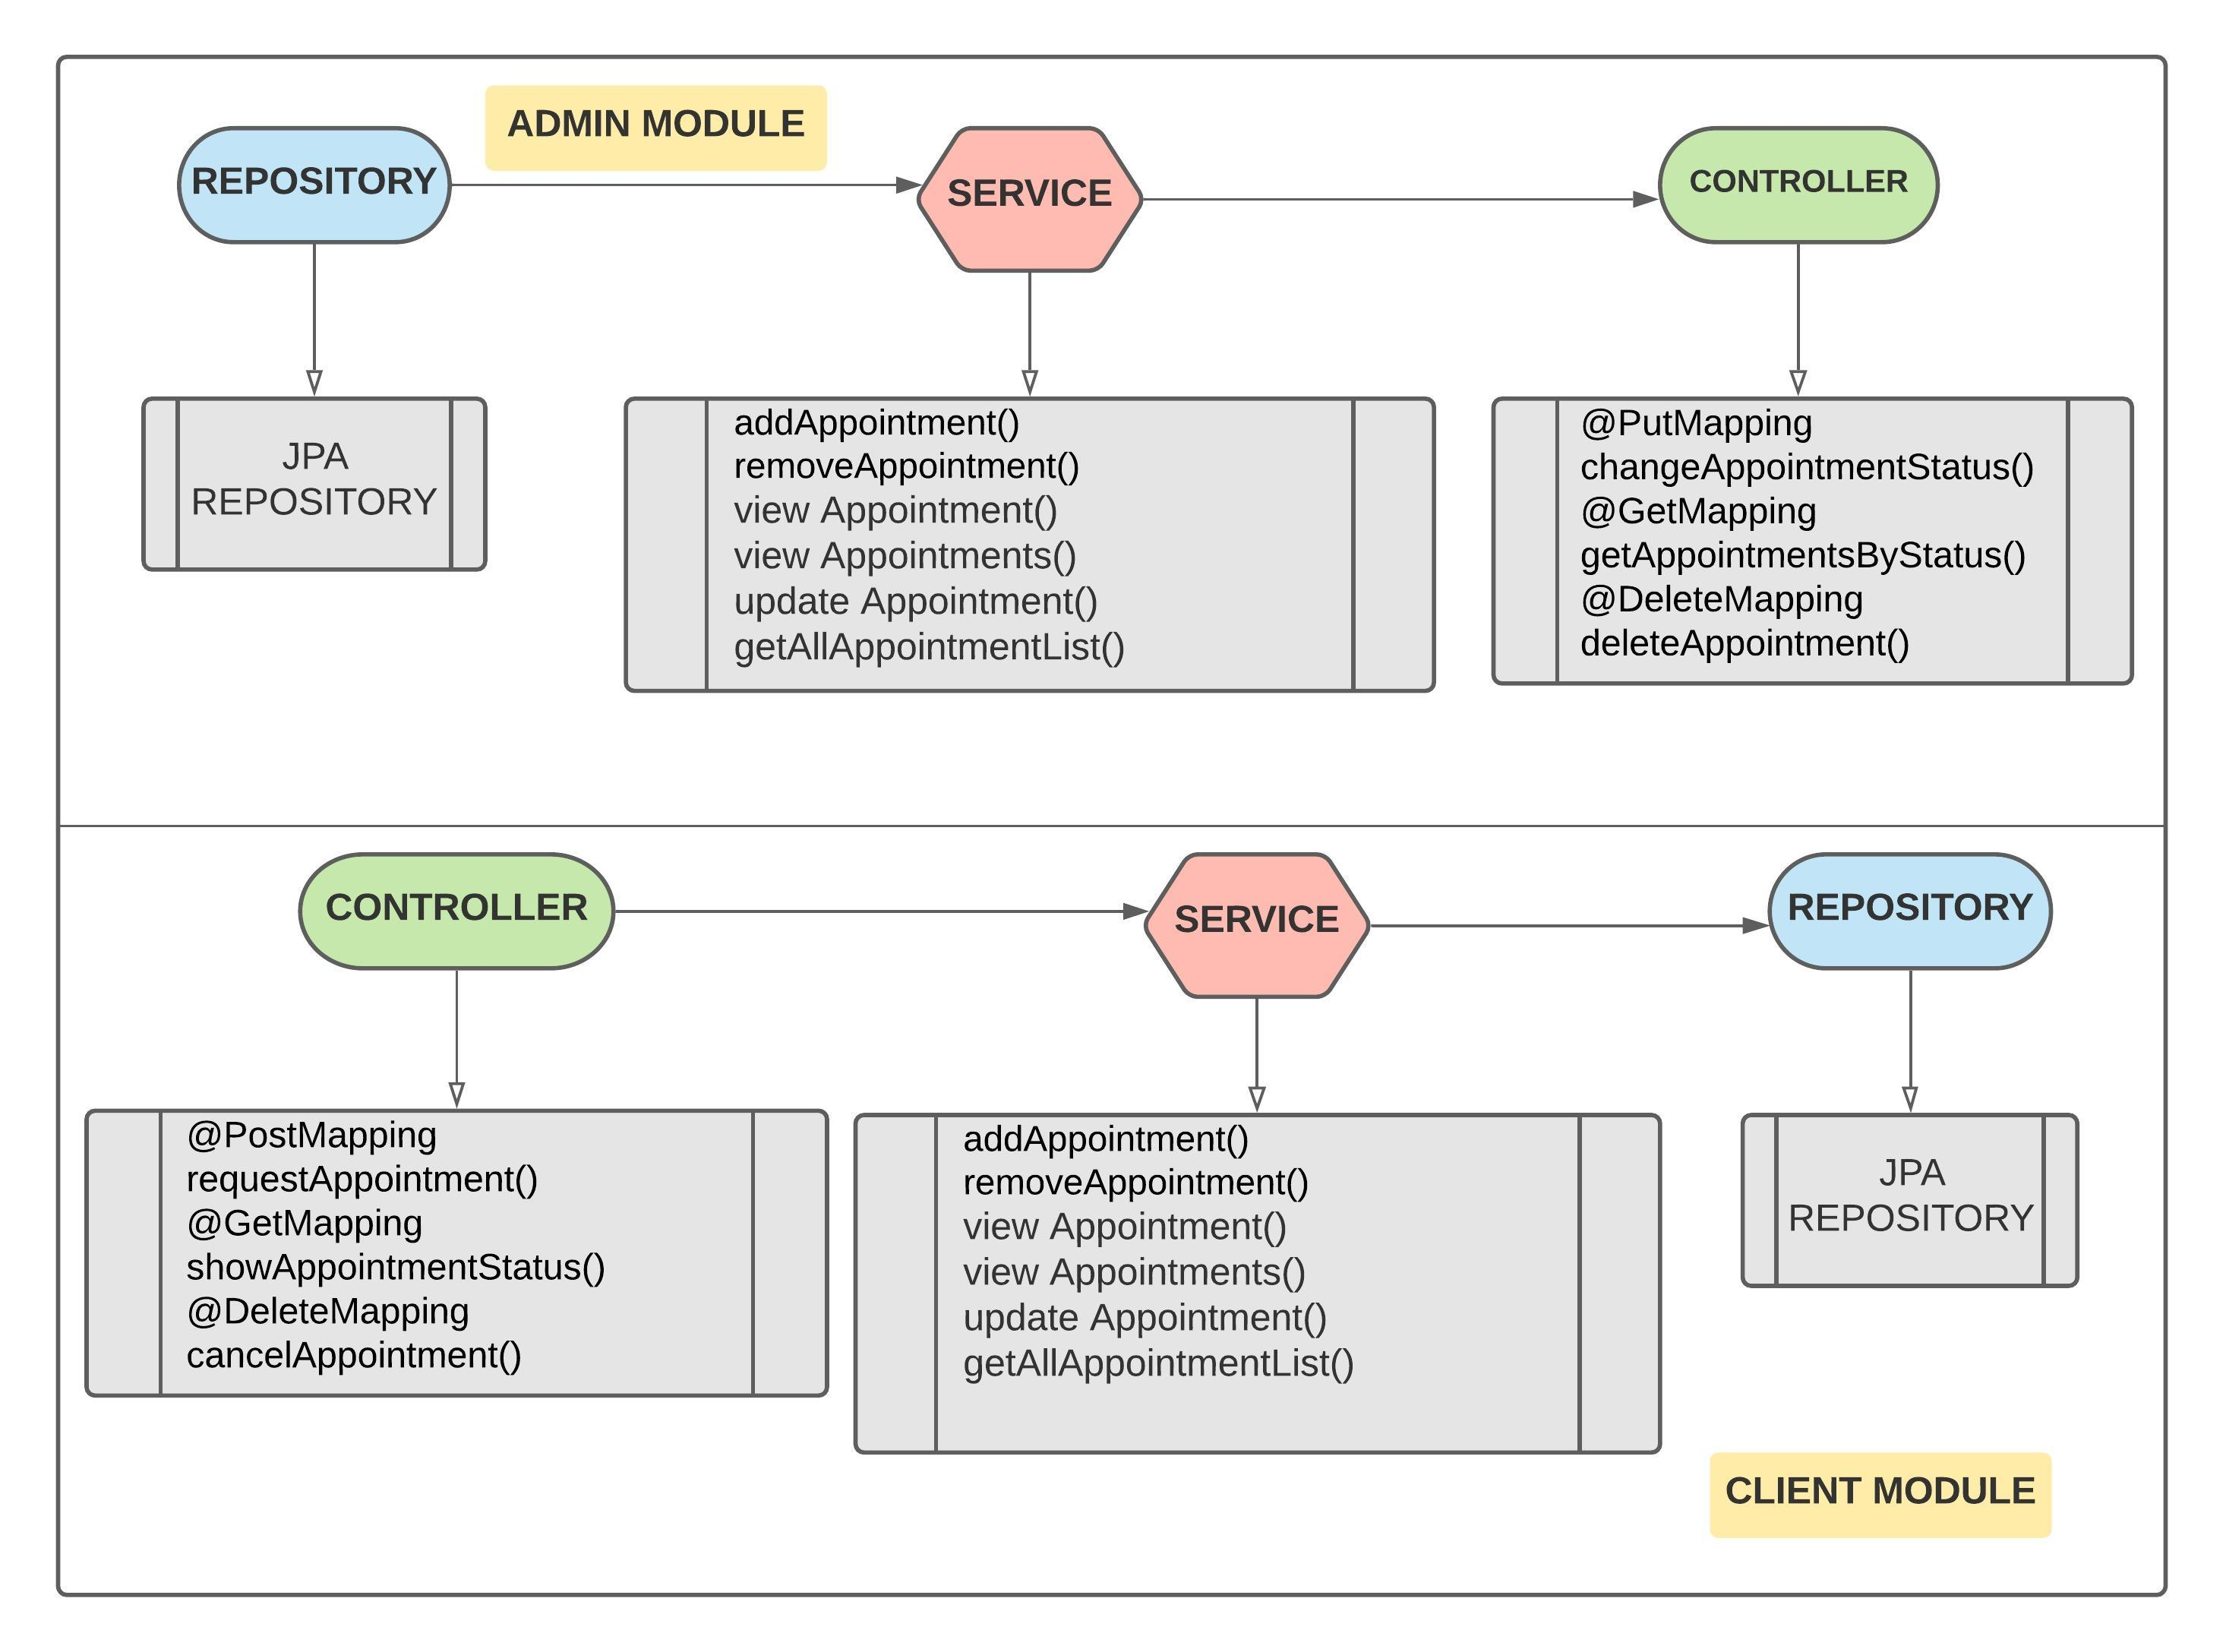 ADMIN MODULE
REPOSITORY
SERVICE
CONTROLLER
JPA
REPOSITORY
addAppointment()
removeAppointment()
view Appointment()
view Appointments()
update Appointment()
getAllAppointmentList()
@PutMapping
changeAppointmentStatus()
@GetMapping
getAppointmentsByStatus()
@DeleteMapping
deleteAppointment()
CONTROLLER
SERVICE
REPOSITORY
@PostMapping
requestAppointment()
@GetMapping
showAppointmentStatus()
@DeleteMapping
cancelAppointment()
addAppointment()
removeAppointment()
view Appointment()
view Appointments()
update Appointment()
getAllAppointmentList()
JPA
REPOSITORY
CLIENT MODULE